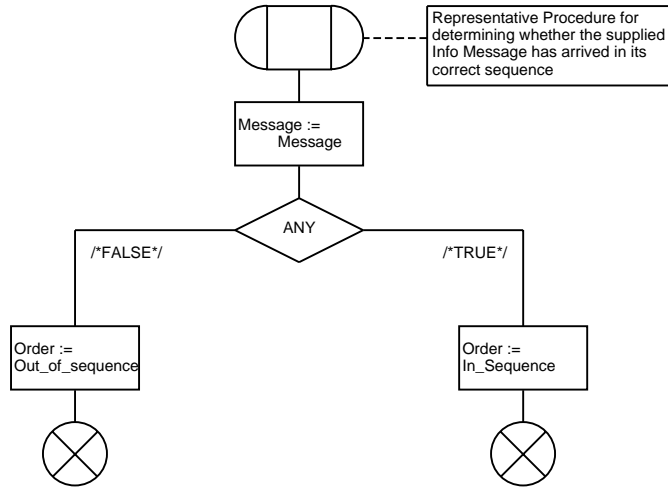 Representative Procedure for
determining whether the supplied
Info Message has arrived in its
correct sequence
Message :=
Message
ANY
/*FALSE*/
/*TRUE*/
Order :=
Out_of_sequence
Order :=
In_Sequence